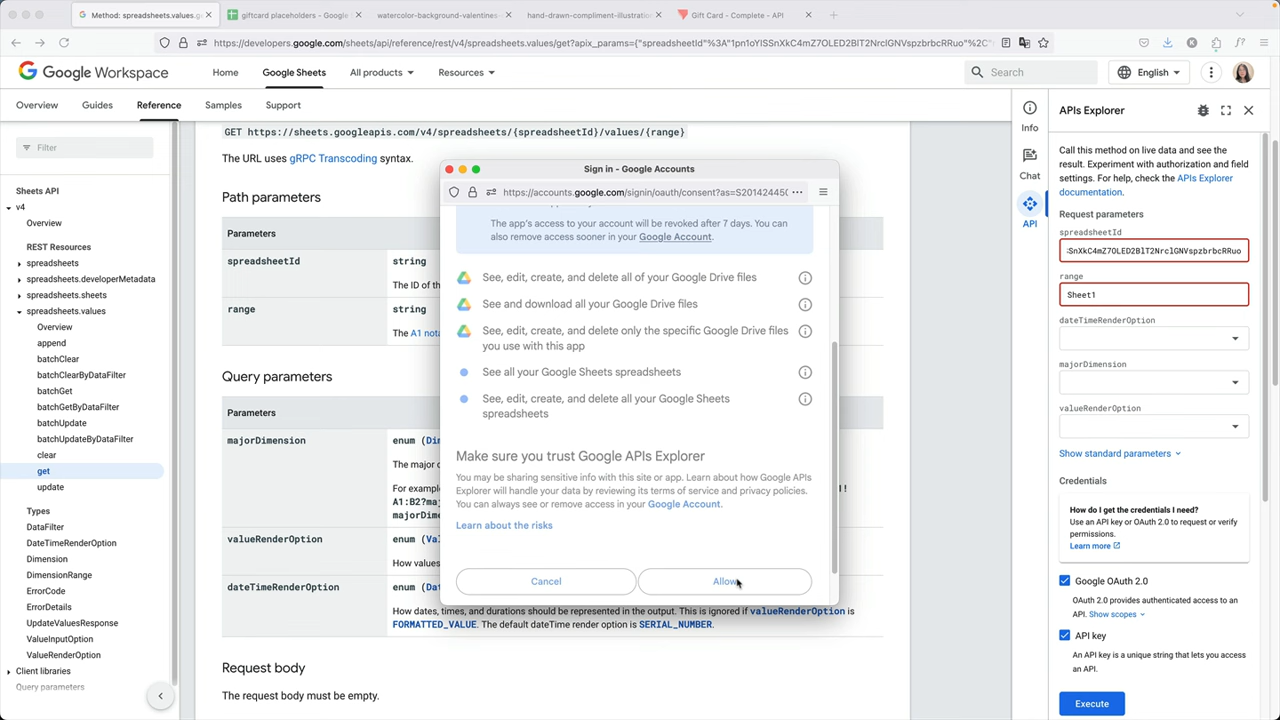 Method: spreadsheets.values.g
giftcard placeholders – Google
watercolor-background-valentines-
hand-drawn-compliment-illustratio
Gift Card - Complete - API
https://developers.google.com/sheets/api/reference/rest/v4/spreadsheets.values/get?apix_params={"spreadsheetId"%3A"1pn1oYISSnXkC4mZ7OLED2BlT2NrclGNVspzbrbcRRuo"%2C"
Google Workspace
Home
Google Sheets
All products
Resources
Search
English
Overview
Guides
Reference
Samples
Support
Filter
Sheets API
v4
Overview
REST Resources
spreadsheets
spreadsheets.developerMetadata
spreadsheets.sheets
spreadsheets.values
Overview
append
batchClear
batchClearByDataFilter
batchGet
batchGetByDataFilter
batchUpdate
batchUpdateByDataFilter
clear
get
update
Types
DataFilter
DateTimeRenderOption
Dimension
DimensionRange
ErrorCode
ErrorDetails
UpdateValuesResponse
ValueInputOption
ValueRenderOption
Client libraries
Query parameters
GET https://sheets.googleapis.com/v4/spreadsheets/{spreadsheetId}/values/{range}
The URL uses gRPC Transcoding syntax.
Path parameters
Parameters
spreadsheetId
string
The ID of th
range
string
The A1 nota
Query parameters
Parameters
majorDimension
enum (Di
The major d
For exampl
A1:B2?maj
majorDim
valueRenderOption
enum (Va
How values
dateTimeRenderOption
enum (Da
How dates, times, and durations should be represented in the output. This is ignored if valueRenderOption is
FORMATTED_VALUE. The default dateTime render option is SERIAL_NUMBER.
Request body
The request body must be empty.
Sign in – Google Accounts
https://accounts.google.com/signin/oauth/consent?as=S20142445
The app's access to your account will be revoked after 7 days. You can
also remove access sooner in your Google Account.
See, edit, create, and delete all of your Google Drive files
See and download all your Google Drive files
See, edit, create, and delete only the specific Google Drive files
you use with this app
See all your Google Sheets spreadsheets
See, edit, create, and delete all your Google Sheets
spreadsheets
Make sure you trust Google APIs Explorer
You may be sharing sensitive info with this site or app. Learn about how Google APIs
Explorer will handle your data by reviewing its terms of service and privacy policies.
You can always see or remove access in your Google Account.
Learn about the risks
Cancel
Allow
Info
Chat
API
APIs Explorer
Call this method on live data and see the
result. Experiment with authorization and field
settings. For help, check the APIs Explorer
documentation.
Request parameters
spreadsheetId
SnXkC4mZ7OLED2BlT2NrclGNVspzbrbcRRuo
range
Sheet1
dateTimeRenderOption
majorDimension
valueRenderOption
Show standard parameters
Credentials
How do I get the credentials I need?
Use an API key or OAuth 2.0 to request or verify
permissions.
Learn more
Google OAuth 2.0
OAuth 2.0 provides authenticated access to an
API. Show scopes
API key
An API key is a unique string that lets you access
an API.
Execute